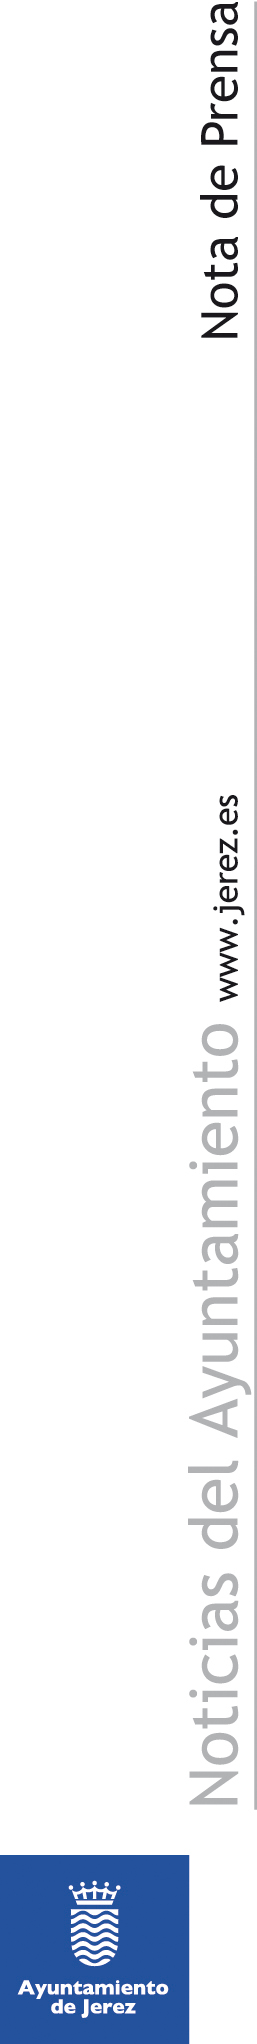 Noticias del Ayuntamiento www.jerez.es Nota de Prensa
Ayuntamiento
de Jerez